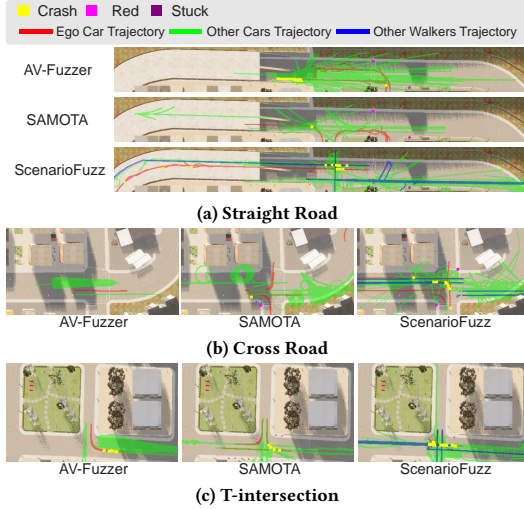 Crash Red Stuck
Ego Car Trajectory Other Cars Trajectory Other Walkers Trajectory
AV-Fuzzer
SAMOTA
ScenarioFuzz
(a) Straight Road
AV-Fuzzer SAMOTA ScenarioFuzz
(b) Cross Road
AV-Fuzzer SAMOTA ScenarioFuzz
(c) T-intersection